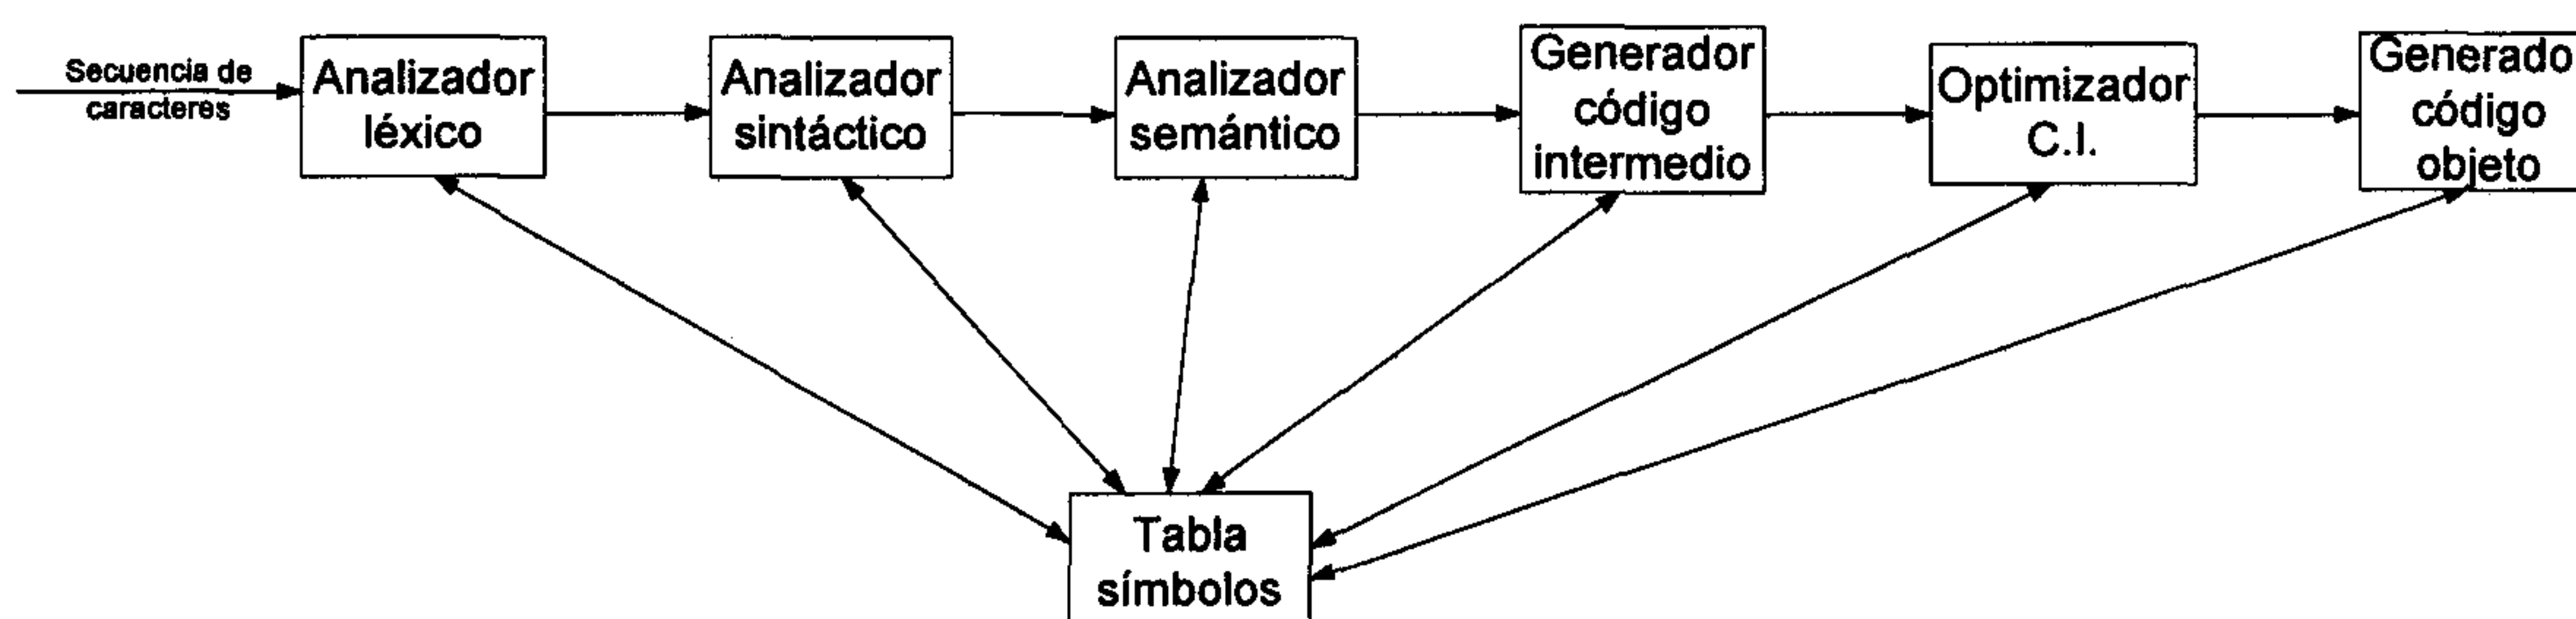 Secuencia de
caracteres
Analizador
léxico
Analizador
sintáctico
Analizador
semántico
Generador
código
intermedio
Optimizador
C.I.
Generado
código
objeto
Tabla
símbolos